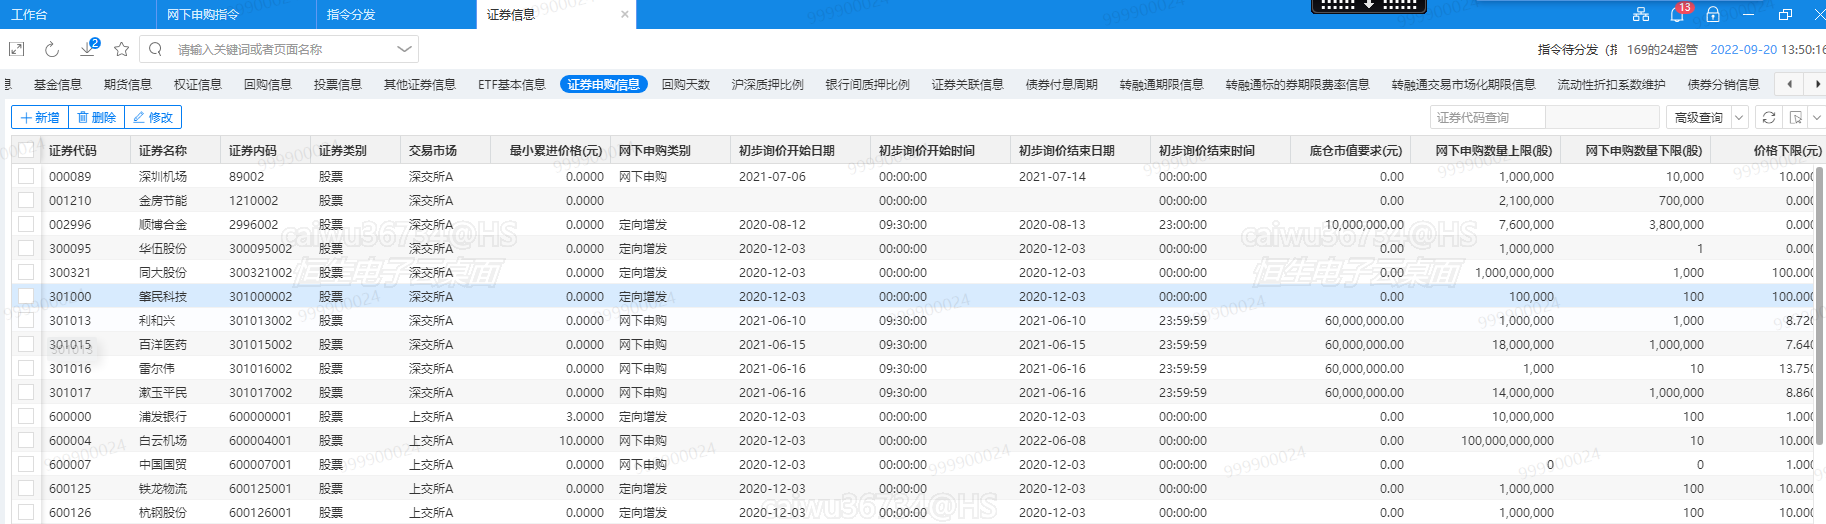 工作台 网下申购指令 指令分发 证券信息 × 13
2 请输入关键词或者页面名称 指令待分发（指 169的24超管 2022-09-20 13:50:16
息 基金信息 期货信息 权证信息 回购信息 投票信息 其他证券信息 ETF基本信息 证券申购信息 回购天数 沪深质押比例 银行间质押比例 证券关联信息 债券付息周期 转融通期限信息 转融通标的券期限费率信息 转融通交易市场化期限信息 流动性折扣系数维护 债券分销信息
新增 删除 修改 证券代码查询 高级查询
证券代码 证券名称 证券内码 证券类别 交易市场 最小累进价格(元) 网下申购类别 初步询价开始日期 初步询价开始时间 初步询价结束日期 初步询价结束时间 底仓市值要求(元) 网下申购数量上限(股) 网下申购数量下限(股) 价格下限(元)
000089 深圳机场 89002 股票 深交所A 0.0000 网下申购 2021-07-06 00:00:00 2021-07-14 00:00:00 0.00 1,000,000 10,000 10.000
001210 金房节能 1210002 股票 深交所A 0.0000 00:00:00 00:00:00 0.00 2,100,000 700,000 0.000
002996 顺博合金 2996002 股票 深交所A 0.0000 定向增发 2020-08-12 09:30:00 2020-08-13 23:00:00 10,000,000.00 7,600,000 3,800,000 0.000
300095 华伍股份 300095002 股票 深交所A 0.0000 定向增发 2020-12-03 00:00:00 2020-12-03 00:00:00 0.00 1,000,000 1 0.000
300321 同大股份 300321002 股票 深交所A 0.0000 定向增发 2020-12-03 00:00:00 2020-12-03 00:00:00 0.00 1,000,000,000 1,000 100.000
301000 肇民科技 301000002 股票 深交所A 0.0000 定向增发 2020-12-03 00:00:00 2020-12-03 00:00:00 0.00 100,000 100 100.000
301013 利和兴 301013002 股票 深交所A 0.0000 网下申购 2021-06-10 09:30:00 2021-06-10 23:59:59 60,000,000.00 1,000,000 1,000 8.720
301015 百洋医药 301015002 股票 深交所A 0.0000 网下申购 2021-06-15 09:30:00 2021-06-15 23:59:59 60,000,000.00 18,000,000 1,000,000 7.640
301016 雷尔伟 301016002 股票 深交所A 0.0000 网下申购 2021-06-16 09:30:00 2021-06-16 23:59:59 60,000,000.00 1,000 10 13.750
301017 漱玉平民 301017002 股票 深交所A 0.0000 网下申购 2021-06-16 09:30:00 2021-06-16 23:59:59 60,000,000.00 14,000,000 1,000,000 8.860
600000 浦发银行 600000001 股票 上交所A 3.0000 定向增发 2020-12-03 00:00:00 2020-12-03 00:00:00 0.00 10,000,000 100 1.000
600004 白云机场 600004001 股票 上交所A 10.0000 网下申购 2020-12-03 00:00:00 2022-06-08 00:00:00 0.00 100,000,000,000 10 10.000
600007 中国国贸 600007001 股票 上交所A 0.0000 网下申购 2020-12-03 00:00:00 2020-12-03 00:00:00 0.00 0 0 1.000
600125 铁龙物流 600125001 股票 上交所A 0.0000 定向增发 2020-12-03 00:00:00 2020-12-03 00:00:00 0.00 1,000,000 100 10.000
600126 杭钢股份 600126001 股票 上交所A 0.0000 定向增发 2020-12-03 00:00:00 2020-12-03 00:00:00 0.00 1,000,000 100 10.000
caiwu36734@HS
恒生电子云桌面
caiwu36734@HS
恒生电子云桌面
caiwu36734@HS
999900024